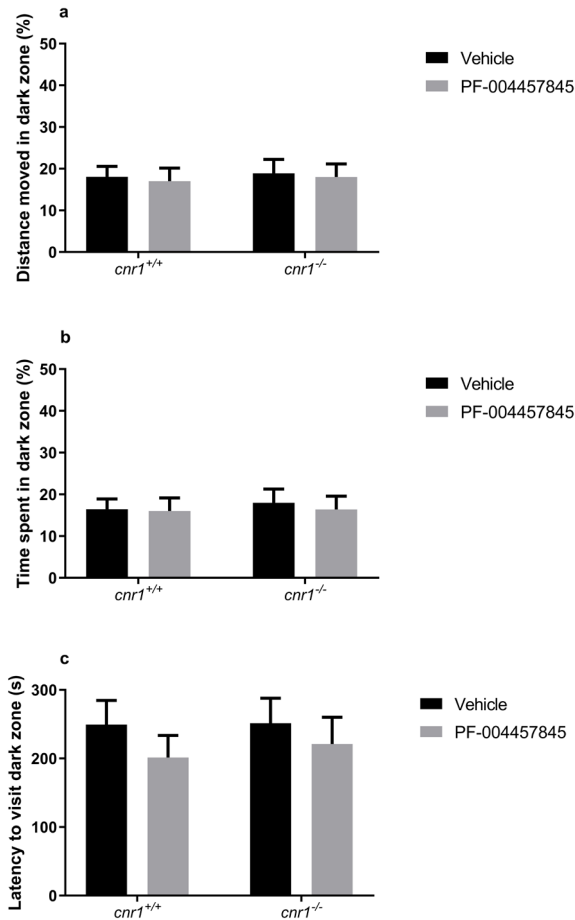 a
Distance moved in dark zone (%)
50
40
30
20
10
0
cnr1+/+
cnr1-/-
Vehicle
PF-004457845
b
Time spent in dark zone (%)
50
40
30
20
10
0
cnr1+/+
cnr1-/-
Vehicle
PF-004457845
c
Latency to visit dark zone (s)
300
200
100
0
cnr1+/+
cnr1-/-
Vehicle
PF-004457845